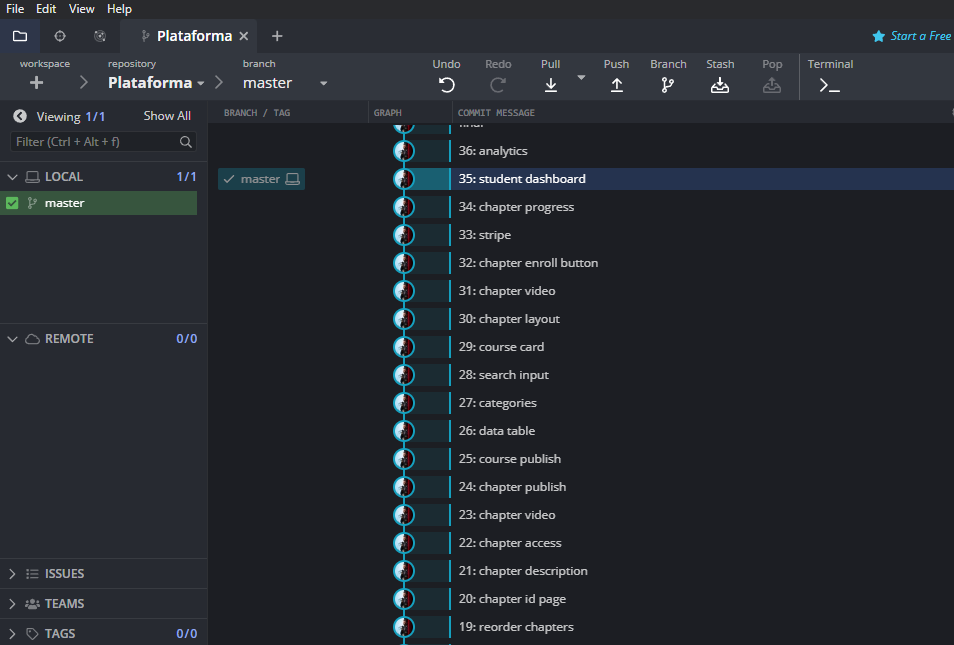 File Edit View Help
Plataforma
Start a Free
workspace repository branch Undo Redo Pull Push Branch Stash Pop Terminal
Plataforma master
Viewing 1/1 Show All BRANCH / TAG GRAPH COMMIT MESSAGE
final
Filter (Ctrl + Alt + f)
36: analytics
LOCAL 1/1 master 35: student dashboard
master 34: chapter progress
33: stripe
32: chapter enroll button
31: chapter video
30: chapter layout
REMOTE 0/0 29: course card
28: search input
27: categories
26: data table
25: course publish
24: chapter publish
23: chapter video
22: chapter access
ISSUES 21: chapter description
TEAMS 20: chapter id page
TAGS 0/0 19: reorder chapters